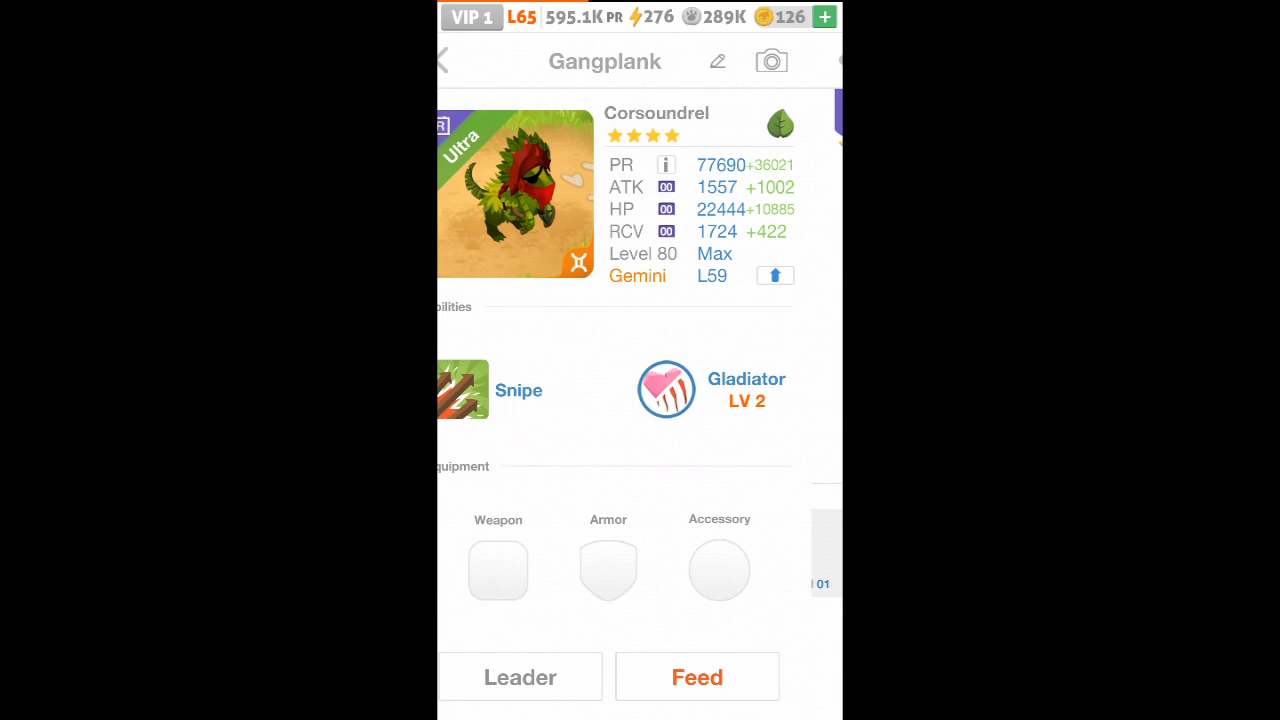 VIP 1 L65 595.1K PR 276 289K 126 +
Gangplank
R
Ultra
Corsoundrel
PR i 77690 +36021
ATK 00 1557 +1002
HP 00 22444 +10885
RCV 00 1724 +422
Level 80 Max
Gemini L59
bilities
Snipe
Gladiator
LV 2
quipment
Weapon Armor Accessory
01
Leader Feed